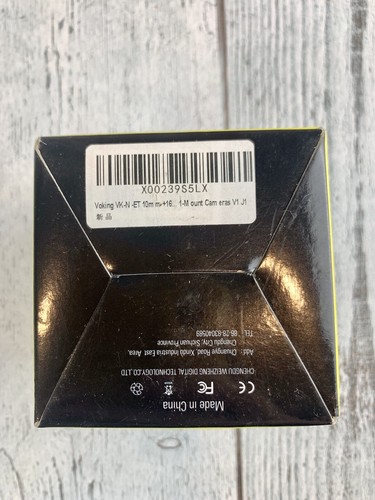 X00239S5LX
Voking VK-N -ET 10m m+16... 1-M ount Cam eras V1 J1
新品
Made in China
CE FC
CHENGDU WEIZHENG DIGITAL TECHNOLOGY.CO.LTD
Add: Chuangye Road, Xindu Industria East, Area,
Chengdu City, Sichuan Province
TEL: 86-28-83040589